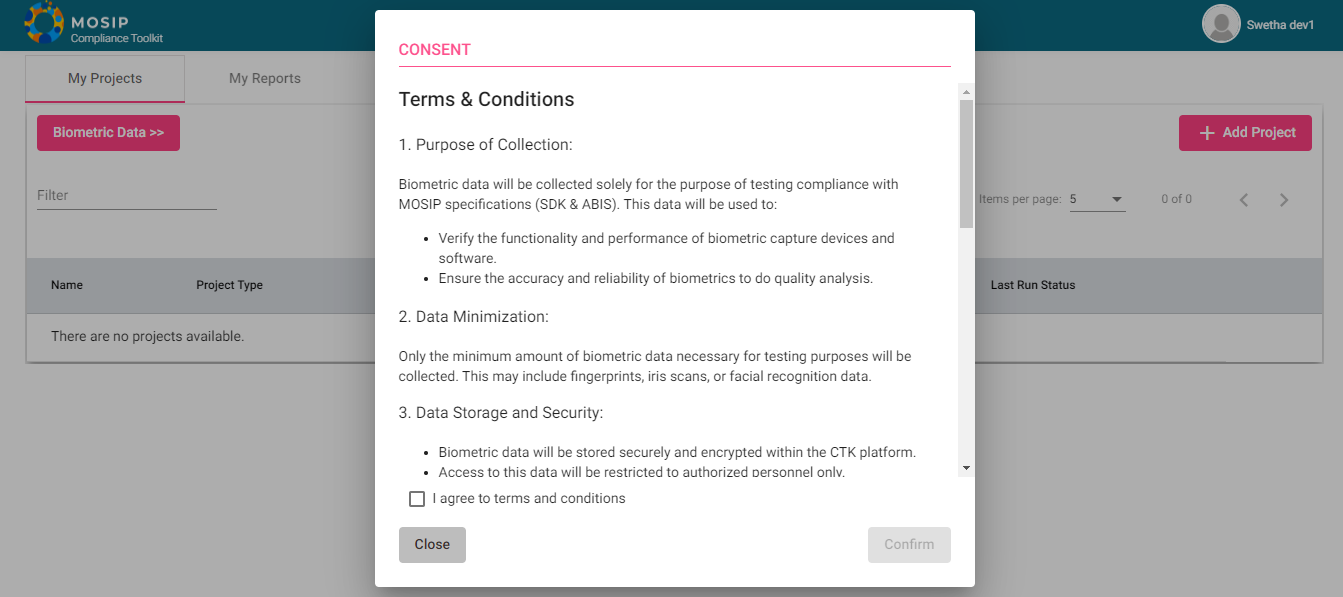 MOSIP
Compliance Toolkit
Swetha dev1
My Projects
My Reports
Biometric Data >>
+ Add Project
Filter
Items per page:
5
0 of 0
Name
Project Type
Last Run Status
There are no projects available.
CONSENT
Terms & Conditions
1. Purpose of Collection:
Biometric data will be collected solely for the purpose of testing compliance with
MOSIP specifications (SDK & ABIS). This data will be used to:
• Verify the functionality and performance of biometric capture devices and
software.
• Ensure the accuracy and reliability of biometrics to do quality analysis.
2. Data Minimization:
Only the minimum amount of biometric data necessary for testing purposes will be
collected. This may include fingerprints, iris scans, or facial recognition data.
3. Data Storage and Security:
• Biometric data will be stored securely and encrypted within the CTK platform.
• Access to this data will be restricted to authorized personnel only.
I agree to terms and conditions
Close
Confirm